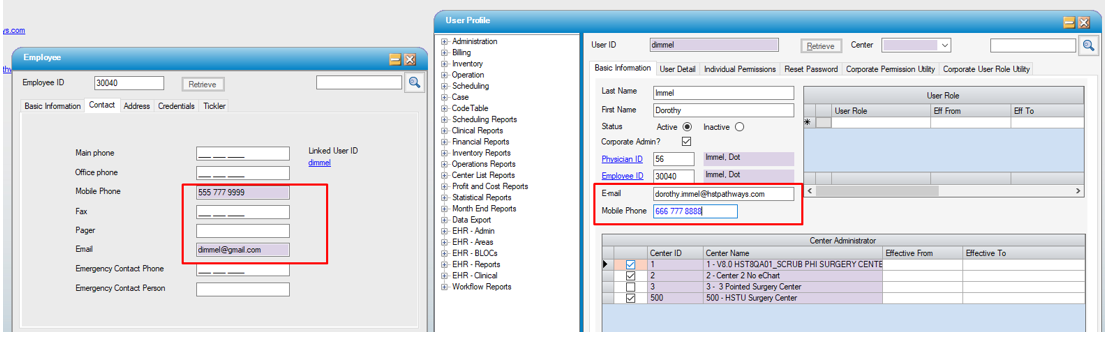 ys.com
Employee
Employee ID 30040 Retrieve
Basic Information Contact Address Credentials Tickler
Main phone ___ ___ ____
Linked User ID
Office phone ___ ___ ____
dimmel
Mobile Phone 555 777 9999
Fax ___ ___ ____
Pager
Email dimmel@gmail.com
Emergency Contact Phone ___ ___ ____
Emergency Contact Person
User Profile
Administration
Billing
Inventory
Operation
Scheduling
Case
CodeTable
Scheduling Reports
Clinical Reports
Financial Reports
Inventory Reports
Operations Reports
Center List Reports
Profit and Cost Reports
Statistical Reports
Month End Reports
Data Export
EHR - Admin
EHR - Areas
EHR - BLOCs
EHR - Reports
EHR - Clinical
Workflow Reports
User ID dimmel Retrieve Center
Basic Information User Detail Individual Permissions Reset Password Corporate Permission Utility Corporate User Role Utility
Last Name Immel
First Name Dorothy
Status Active Inactive
Corporate Admin?
Physician ID 56 Immel, Dot
Employee ID 30040 Immel, Dot
E-mail dorothy.immel@hstpathways.com
Mobile Phone 666 777 8888
User Role
User Role Eff From Eff To
Center Administrator
Center ID Center Name Effective From Effective To
1 1 - V8.0 HST8QA01_SCRUB PHI SURGERY CENTE
2 2 - Center 2 No eChart
3 3 - 3 Pointed Surgery Center
500 500 - HSTU Surgery Center